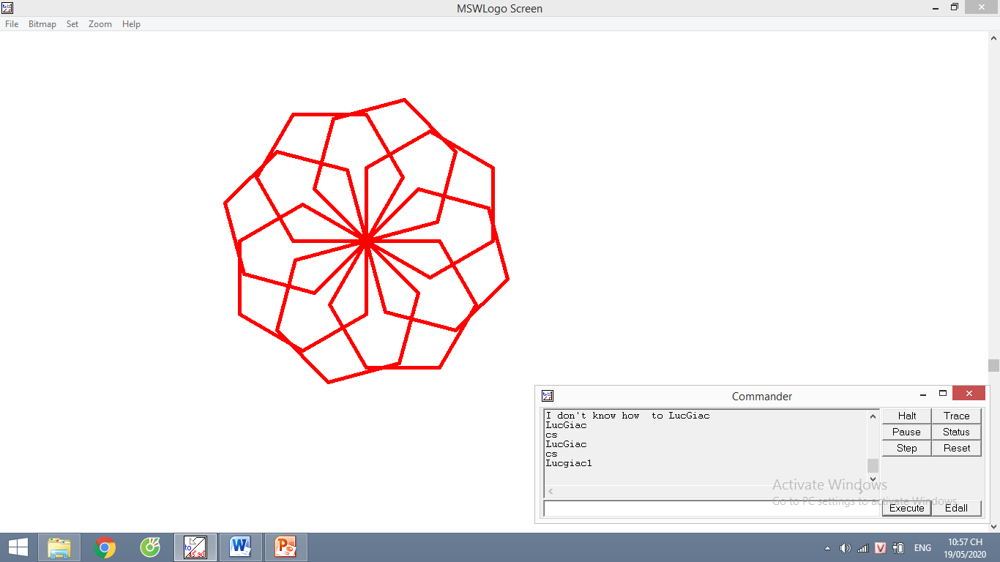 MSWLogo Screen
File Bitmap Set Zoom Help
Commander
I don't know how  to LucGiac
LucGiac
cs
LucGiac
cs
Lucgiac1
Halt Trace
Pause Status
Step Reset
Activate Windows
Go to PC settings to activate Windows.
Execute Edall
ENG
10:57 CH
19/05/2020